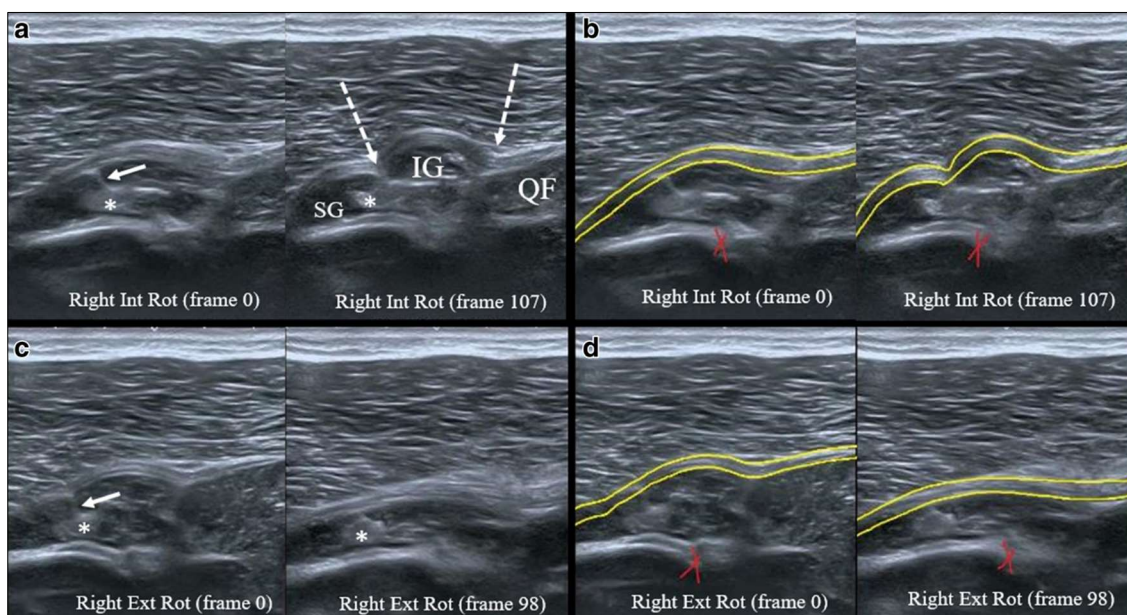 a
IG
QF
SG
*
*
Right Int Rot (frame 0)
Right Int Rot (frame 107)
b
Right Int Rot (frame 0)
Right Int Rot (frame 107)
c
*
*
Right Ext Rot (frame 0)
Right Ext Rot (frame 98)
d
Right Ext Rot (frame 0)
Right Ext Rot (frame 98)